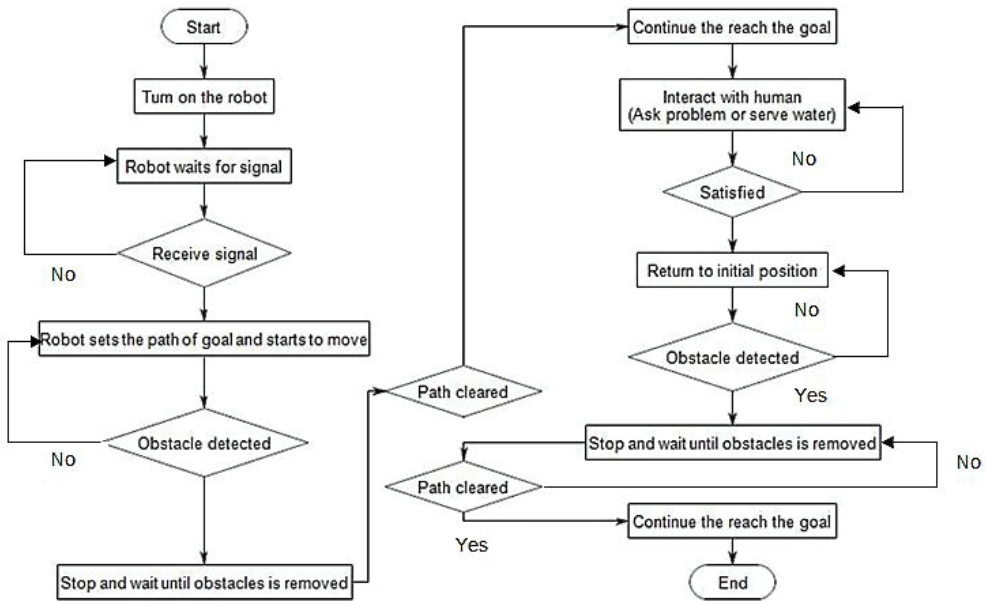 Start
Turn on the robot
Robot waits for signal
Receive signal
No
Robot sets the path of goal and starts to move
Obstacle detected
No
Stop and wait until obstacles is removed
Path cleared
Continue the reach the goal
Interact with human
(Ask problem or serve water)
No
Satisfied
Return to initial position
No
Obstacle detected
Yes
Stop and wait until obstacles is removed
No
Path cleared
Yes
Continue the reach the goal
End